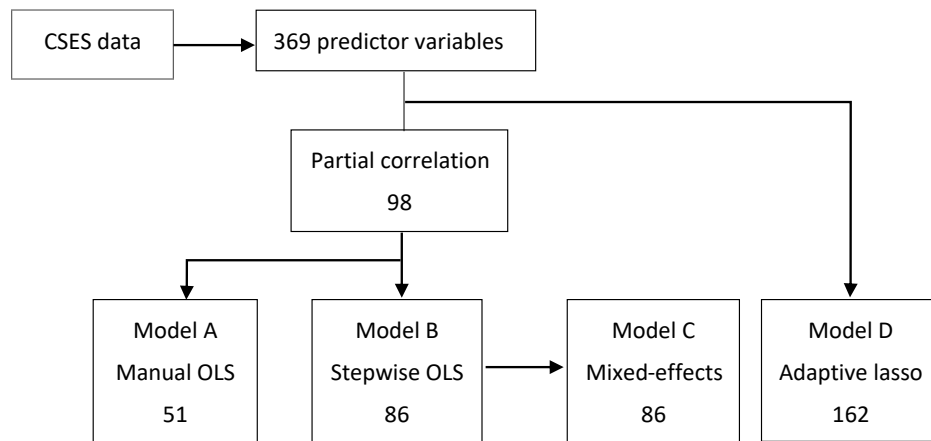 CSES data
369 predictor variables
Partial correlation
98
Model A
Manual OLS
51
Model B
Stepwise OLS
86
Model C
Mixed-effects
86
Model D
Adaptive lasso
162